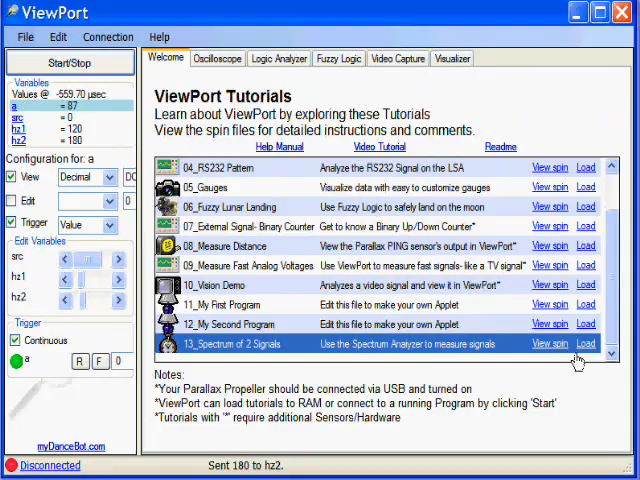 ViewPort
File Edit Connection Help
Start/Stop
Welcome Oscilloscope Logic Analyzer Fuzzy Logic Video Capture Visualizer
Variables
Values @ -559.70 µsec
a = 87
src = 0
hz1 = 120
hz2 = 180
Configuration for: a
View Decimal
Edit 0
Trigger Value
Edit Variables
src
hz1
hz2
Trigger
Continuous
a R F 0
myDanceBot.com
ViewPort Tutorials
Learn about ViewPort by exploring these Tutorials
View the spin files for detailed instructions and comments.
Help Manual Video Tutorial Readme
04_RS232 Pattern Analyze the RS232 Signal on the LSA View spin Load
05_Gauges Visualize data with easy to customize gauges View spin Load
06_Fuzzy Lunar Landing Use Fuzzy Logic to safely land on the moon View spin Load
07_External Signal- Binary Counter Get to know a Binary Up/Down Counter* View spin Load
08_Measure Distance View the Parallax PING sensor's output in ViewPort* View spin Load
09_Measure Fast Analog Voltages Use ViewPort to measure fast signals- like a TV signal* View spin Load
10_Vision Demo Analyzes a video signal and view it in ViewPort* View spin Load
11_My First Program Edit this file to make your own Applet View spin Load
12_My Second Program Edit this file to make your own Applet View spin Load
13_Spectrum of 2 Signals Use the Spectrum Analyzer to measure signals View spin Load
Notes:
*Your Parallax Propeller should be connected via USB and turned on
*ViewPort can load tutorials to RAM or connect to a running Program by clicking 'Start'
*Tutorials with '*' require additional Sensors/Hardware
Disconnected Sent 180 to hz2.